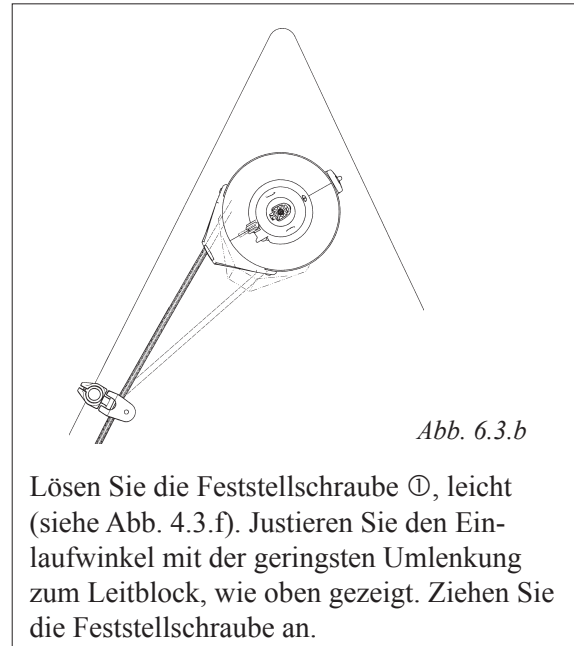 Abb. 6.3.b
Lösen Sie die Feststellschraube ①, leicht
(siehe Abb. 4.3.f). Justieren Sie den Ein-
laufwinkel mit der geringsten Umlenkung
zum Leitblock, wie oben gezeigt. Ziehen Sie
die Feststellschraube an.